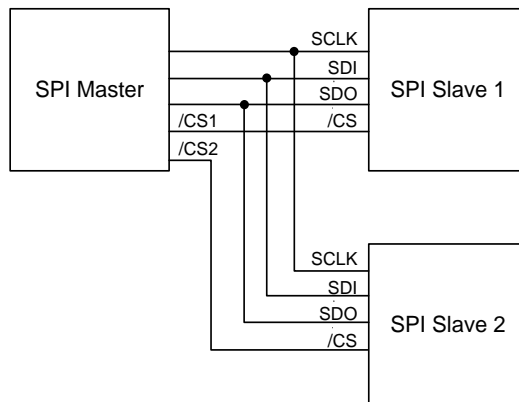 SCLK
SDI
SPI Master
SDO
SPI Slave 1
/CS1
/CS
/CS2
SCLK
SDI
SDO
SPI Slave 2
/CS